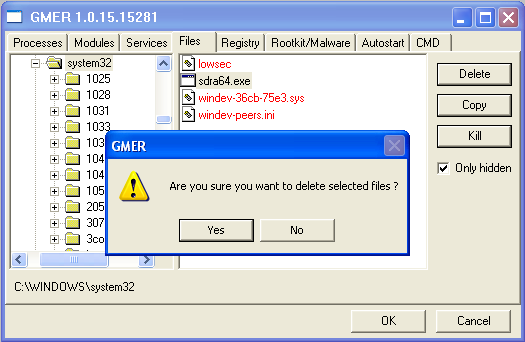 GMER 1.0.15.15281
Processes Modules Services Files Registry Rootkit/Malware Autostart CMD
system32
1025
1028
1031
1033
103
104
104
105
205
307
3co
lowsec
sdra64.exe
windev-36cb-75e3.sys
windev-peers.ini
Delete
Copy
Kill
Only hidden
GMER
Are you sure you want to delete selected files ?
Yes No
C:\WINDOWS\system32
OK Cancel